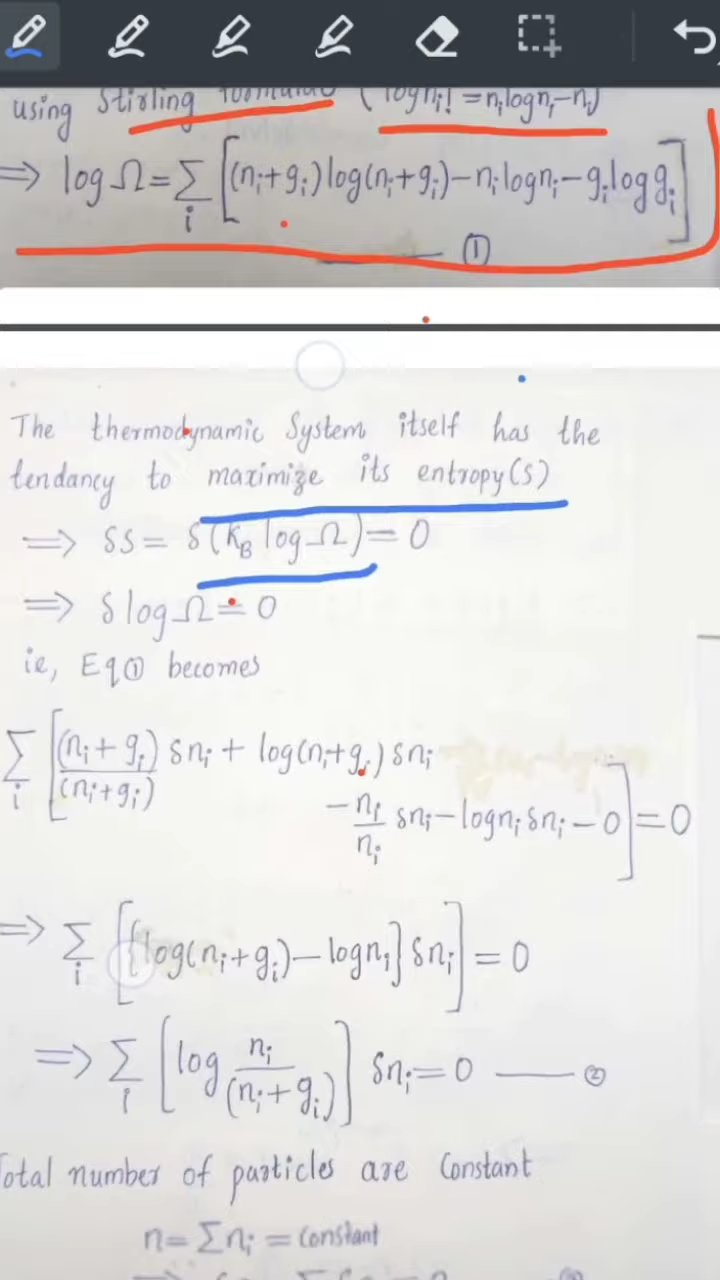 using Stirling formulae (log nᵢ! = nᵢ log nᵢ − nᵢ)
⟹ log Ω = Σᵢ [(nᵢ+gᵢ) log(nᵢ+gᵢ) − nᵢ log nᵢ − gᵢ log gᵢ]
——— ①
The thermodynamic System itself has the
tendancy to maximize its entropy(S)
⟹ δS = δ(k_B log Ω) = 0
⟹ δ log Ω = 0
ie, Eq① becomes
Σᵢ [(nᵢ + gᵢ)/(nᵢ+gᵢ) δnᵢ + log(nᵢ+gᵢ) δnᵢ
− nᵢ/nᵢ δnᵢ − log nᵢ δnᵢ − 0] = 0
⟹ Σᵢ [{log(nᵢ+gᵢ) − log nᵢ} δnᵢ] = 0
⟹ Σᵢ [log nᵢ/(nᵢ+gᵢ)] δnᵢ = 0 ——— ②
Total number of particles are Constant
n = Σnᵢ = constant